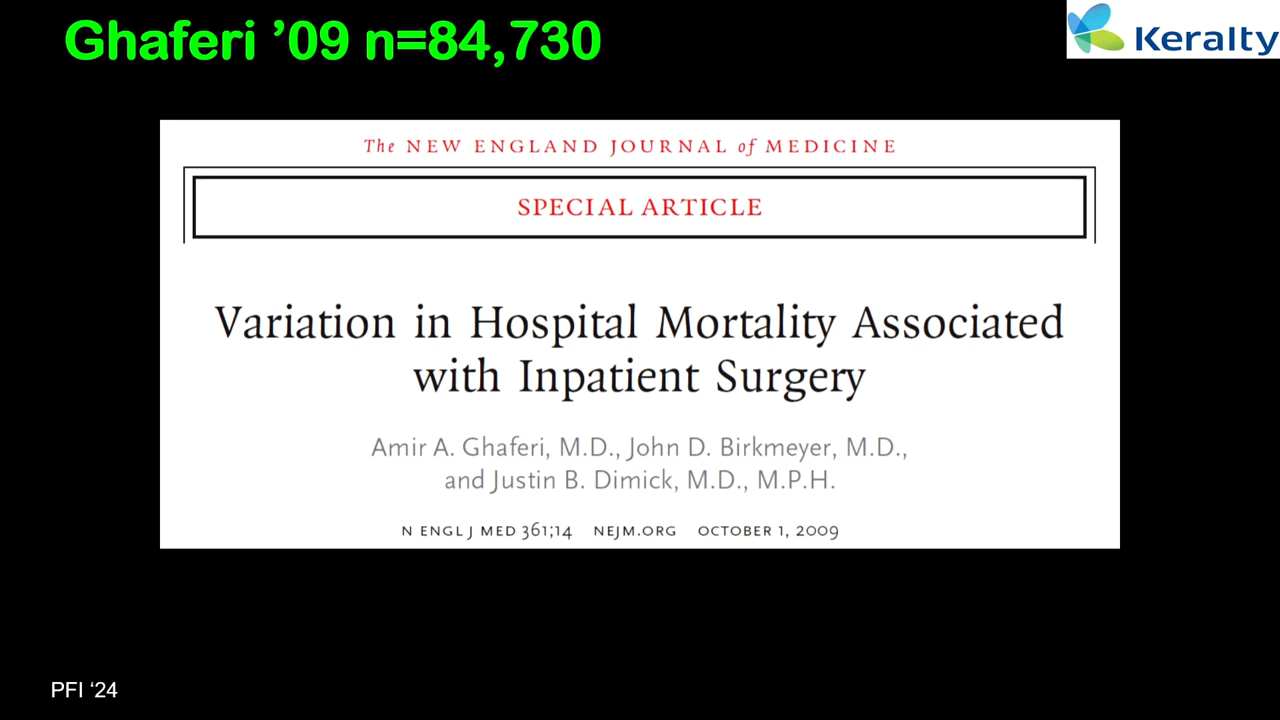 Ghaferi ’09 n=84,730
Keralty
The NEW ENGLAND JOURNAL of MEDICINE
SPECIAL ARTICLE
Variation in Hospital Mortality Associated
with Inpatient Surgery
Amir A. Ghaferi, M.D., John D. Birkmeyer, M.D.,
and Justin B. Dimick, M.D., M.P.H.
N ENGL J MED 361;14 NEJM.ORG OCTOBER 1, 2009
PFI ‘24